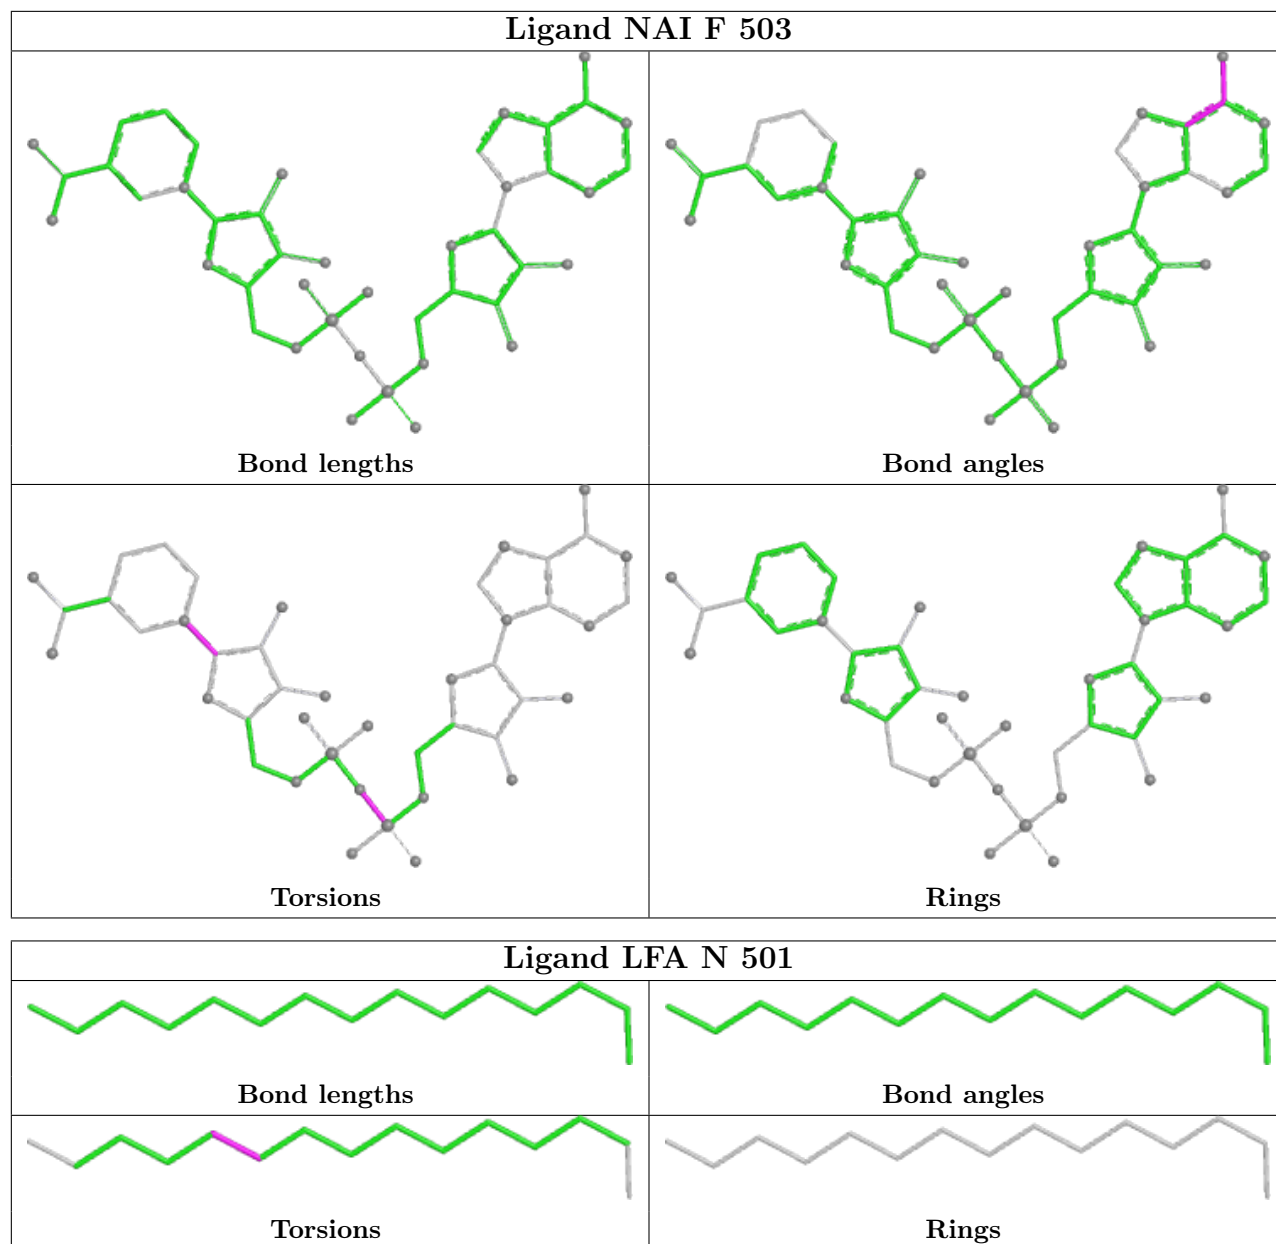 Ligand NAI F 503
Bond lengths
Bond angles
Torsions
Rings
Ligand LFA N 501
Bond lengths
Bond angles
Torsions
Rings